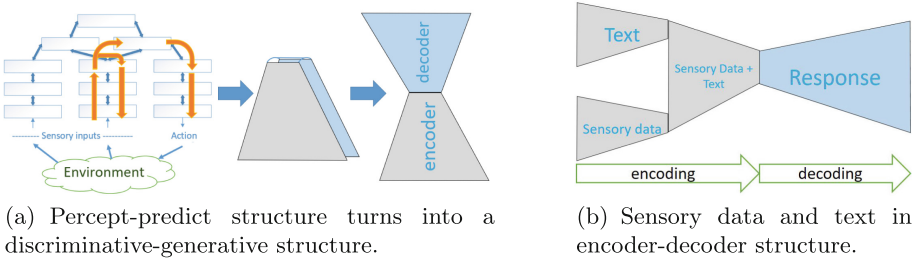 Sensory inputs
Action
Environment
decoder
encoder
(a) Percept-predict structure turns into a
discriminative-generative structure.
Text
Sensory data
Sensory Data +
Text
Response
encoding
decoding
(b) Sensory data and text in
encoder-decoder structure.